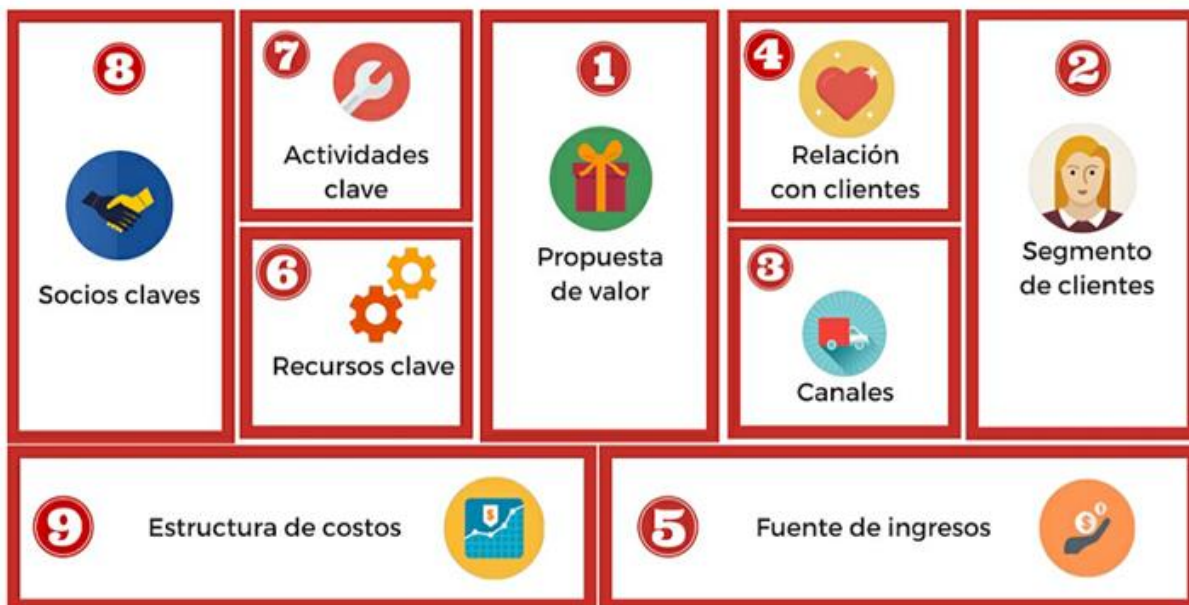 8
Socios claves
7
Actividades
clave
6
Recursos clave
1
Propuesta
de valor
4
Relación
con clientes
3
Canales
2
Segmento
de clientes
9
Estructura de costos
$
5
Fuente de ingresos
$